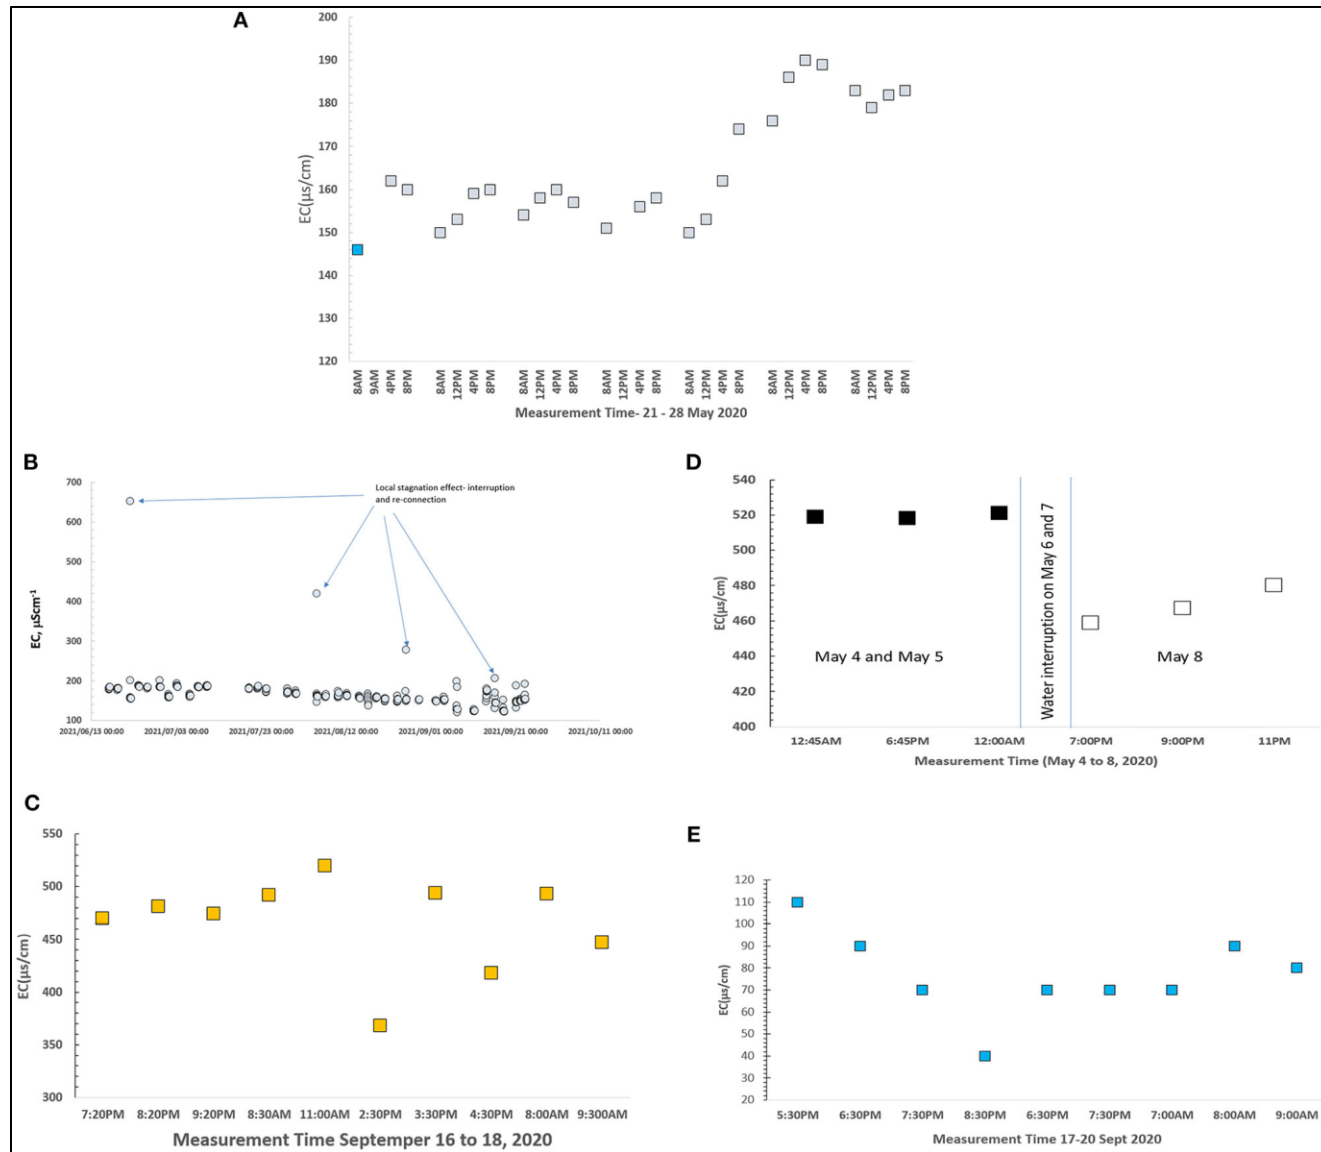 A
200
190
180
170
160
150
140
130
120
EC(µs/cm)
8AM 9AM 4PM 8PM 8AM 12PM 4PM 8PM 8AM 12PM 4PM 8PM 8AM 12PM 4PM 8PM 8AM 12PM 4PM 8PM 8AM 12PM 4PM 8PM 8AM 12PM 4PM 8PM
Measurement Time- 21 - 28 May 2020
B
700
600
500
400
300
200
100
EC, µScm-1
Local stagnation effect- interruption
and re-connection
2021/06/13 00:00 2021/07/03 00:00 2021/07/23 00:00 2021/08/12 00:00 2021/09/01 00:00 2021/09/21 00:00 2021/10/11 00:00
D
540
520
500
480
460
440
420
400
EC(µs/cm)
May 4 and May 5
Water interruption on May 6 and 7
May 8
12:45AM 6:45PM 12:00AM 7:00PM 9:00PM 11PM
Measurement Time (May 4 to 8, 2020)
C
550
500
450
400
350
300
EC(µs/cm)
7:20PM 8:20PM 9:20PM 8:30AM 11:00AM 2:30PM 3:30PM 4:30PM 8:00AM 9:300AM
Measurement Time Septemper 16 to 18, 2020
E
120
110
100
90
80
70
60
50
40
30
20
EC(µs/cm)
5:30PM 6:30PM 7:30PM 8:30PM 6:30PM 7:30PM 7:00AM 8:00AM 9:00AM
Measurement Time 17-20 Sept 2020